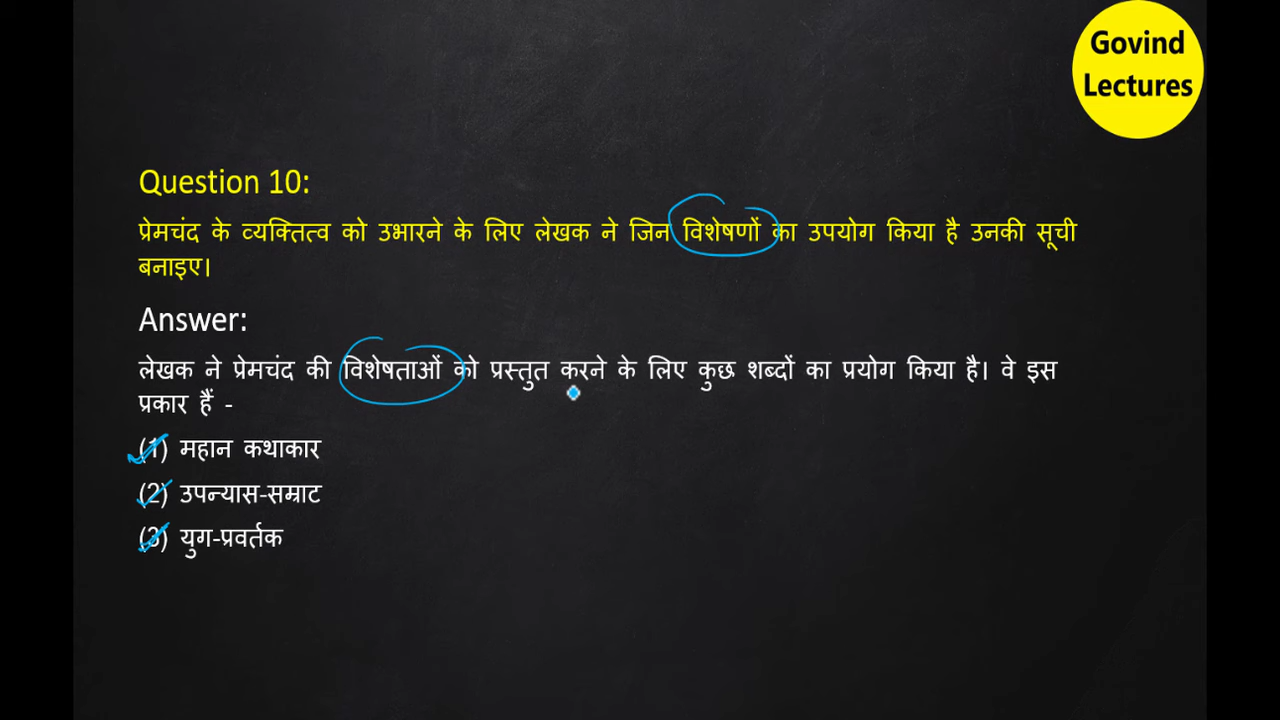 Govind
Lectures
Question 10:
प्रेमचंद के व्यक्तित्व को उभारने के लिए लेखक ने जिन विशेषणों का उपयोग किया है उनकी सूची
बनाइए।
Answer:
लेखक ने प्रेमचंद की विशेषताओं को प्रस्तुत करने के लिए कुछ शब्दों का प्रयोग किया है। वे इस
प्रकार हैं -
(1) महान कथाकार
(2) उपन्यास-सम्राट
(3) युग-प्रवर्तक